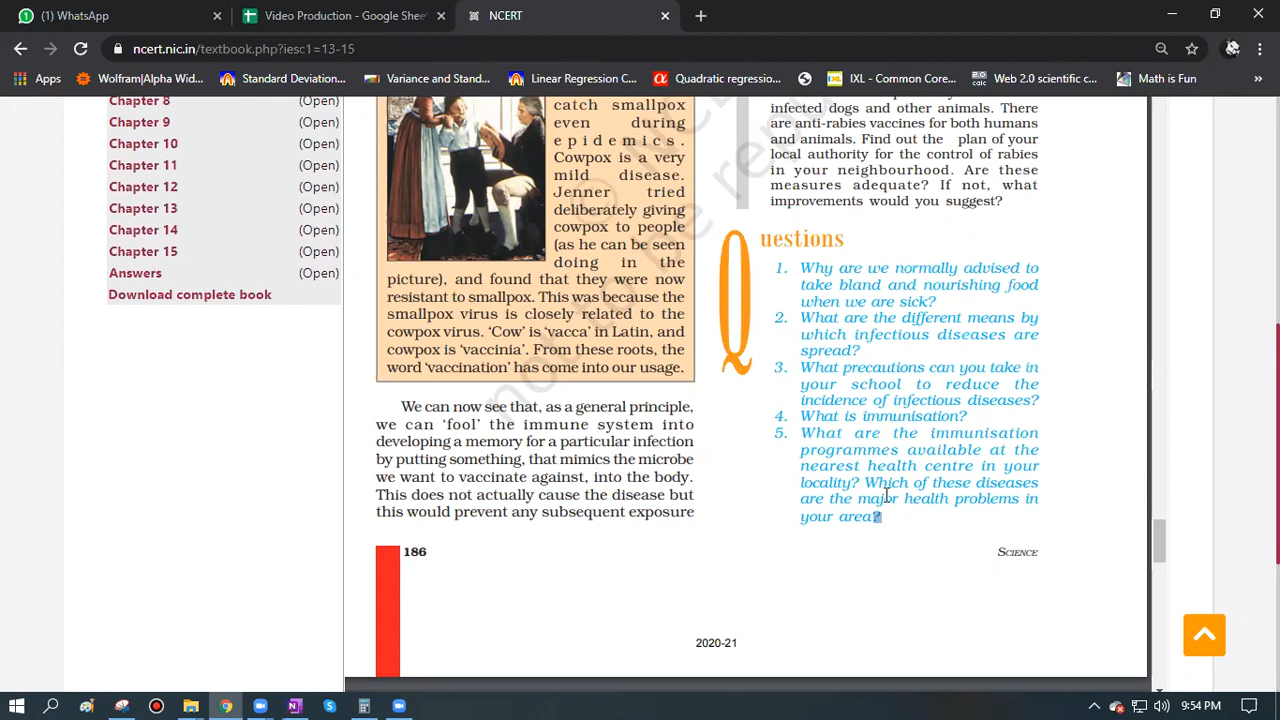 (1) WhatsApp
Video Production - Google Sheet
NCERT
ncert.nic.in/textbook.php?iesc1=13-15
Apps
Wolfram|Alpha Wid...
Standard Deviation...
Variance and Stand...
Linear Regression C...
Quadratic regressio...
IXL - Common Core...
Web 2.0 scientific c...
Math is Fun
»
Chapter 8 (Open)
Chapter 9 (Open)
Chapter 10 (Open)
Chapter 11 (Open)
Chapter 12 (Open)
Chapter 13 (Open)
Chapter 14 (Open)
Chapter 15 (Open)
Answers (Open)
Download complete book
catch smallpox
even during
epidemics.
Cowpox is a very
mild disease.
Jenner tried
deliberately giving
cowpox to people
(as he can be seen
doing in the
picture), and found that they were now
resistant to smallpox. This was because the
smallpox virus is closely related to the
cowpox virus. ‘Cow’ is ‘vacca’ in Latin, and
cowpox is ‘vaccinia’. From these roots, the
word ‘vaccination’ has come into our usage.
We can now see that, as a general principle,
we can ‘fool’ the immune system into
developing a memory for a particular infection
by putting something, that mimics the microbe
we want to vaccinate against, into the body.
This does not actually cause the disease but
this would prevent any subsequent exposure
186
infected dogs and other animals. There
are anti-rabies vaccines for both humans
and animals. Find out the plan of your
local authority for the control of rabies
in your neighbourhood. Are these
measures adequate? If not, what
improvements would you suggest?
Questions
1. Why are we normally advised to
take bland and nourishing food
when we are sick?
2. What are the different means by
which infectious diseases are
spread?
3. What precautions can you take in
your school to reduce the
incidence of infectious diseases?
4. What is immunisation?
5. What are the immunisation
programmes available at the
nearest health centre in your
locality? Which of these diseases
are the major health problems in
your area?
SCIENCE
2020-21
not to be rep
9:54 PM